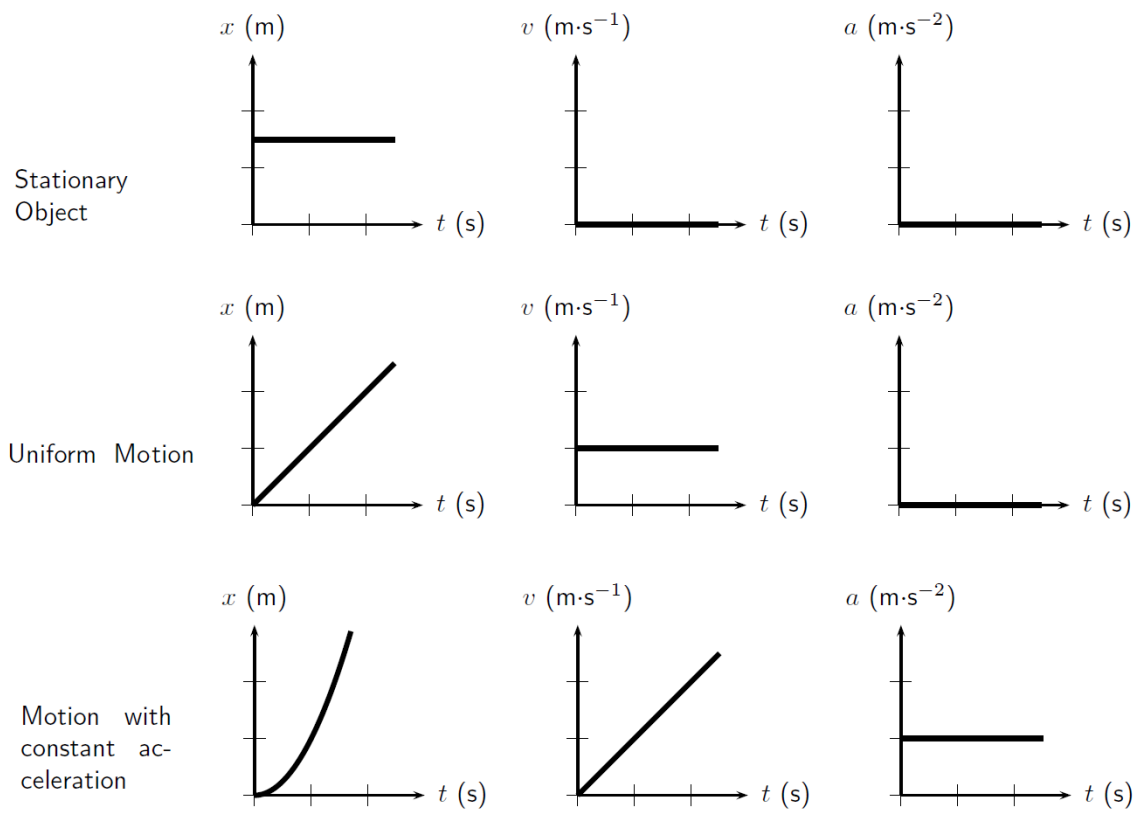 x (m) v (m·s⁻¹) a (m·s⁻²)
Stationary
Object
t (s) t (s) t (s)
x (m) v (m·s⁻¹) a (m·s⁻²)
Uniform Motion
t (s) t (s) t (s)
x (m) v (m·s⁻¹) a (m·s⁻²)
Motion with
constant ac-
celeration
t (s) t (s) t (s)